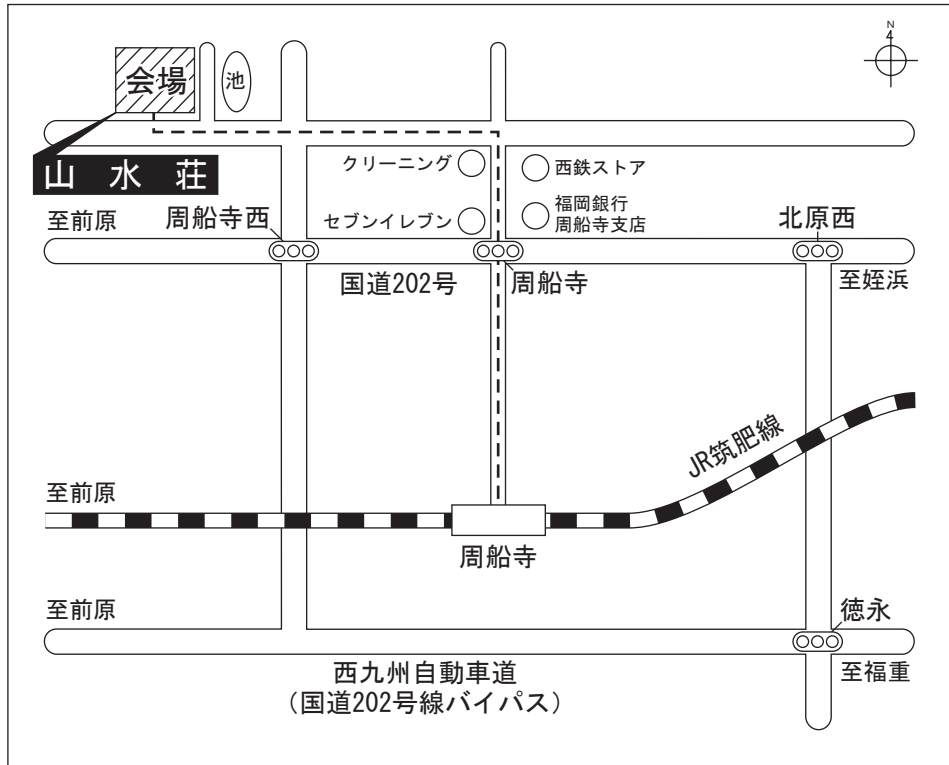 N
会場
池
山水荘
クリーニング
西鉄ストア
セブンイレブン
福岡銀行
周船寺支店
至前原
周船寺西
北原西
国道202号
周船寺
至姪浜
JR筑肥線
至前原
周船寺
至前原
徳永
西九州自動車道
(国道202号線バイパス)
至福重